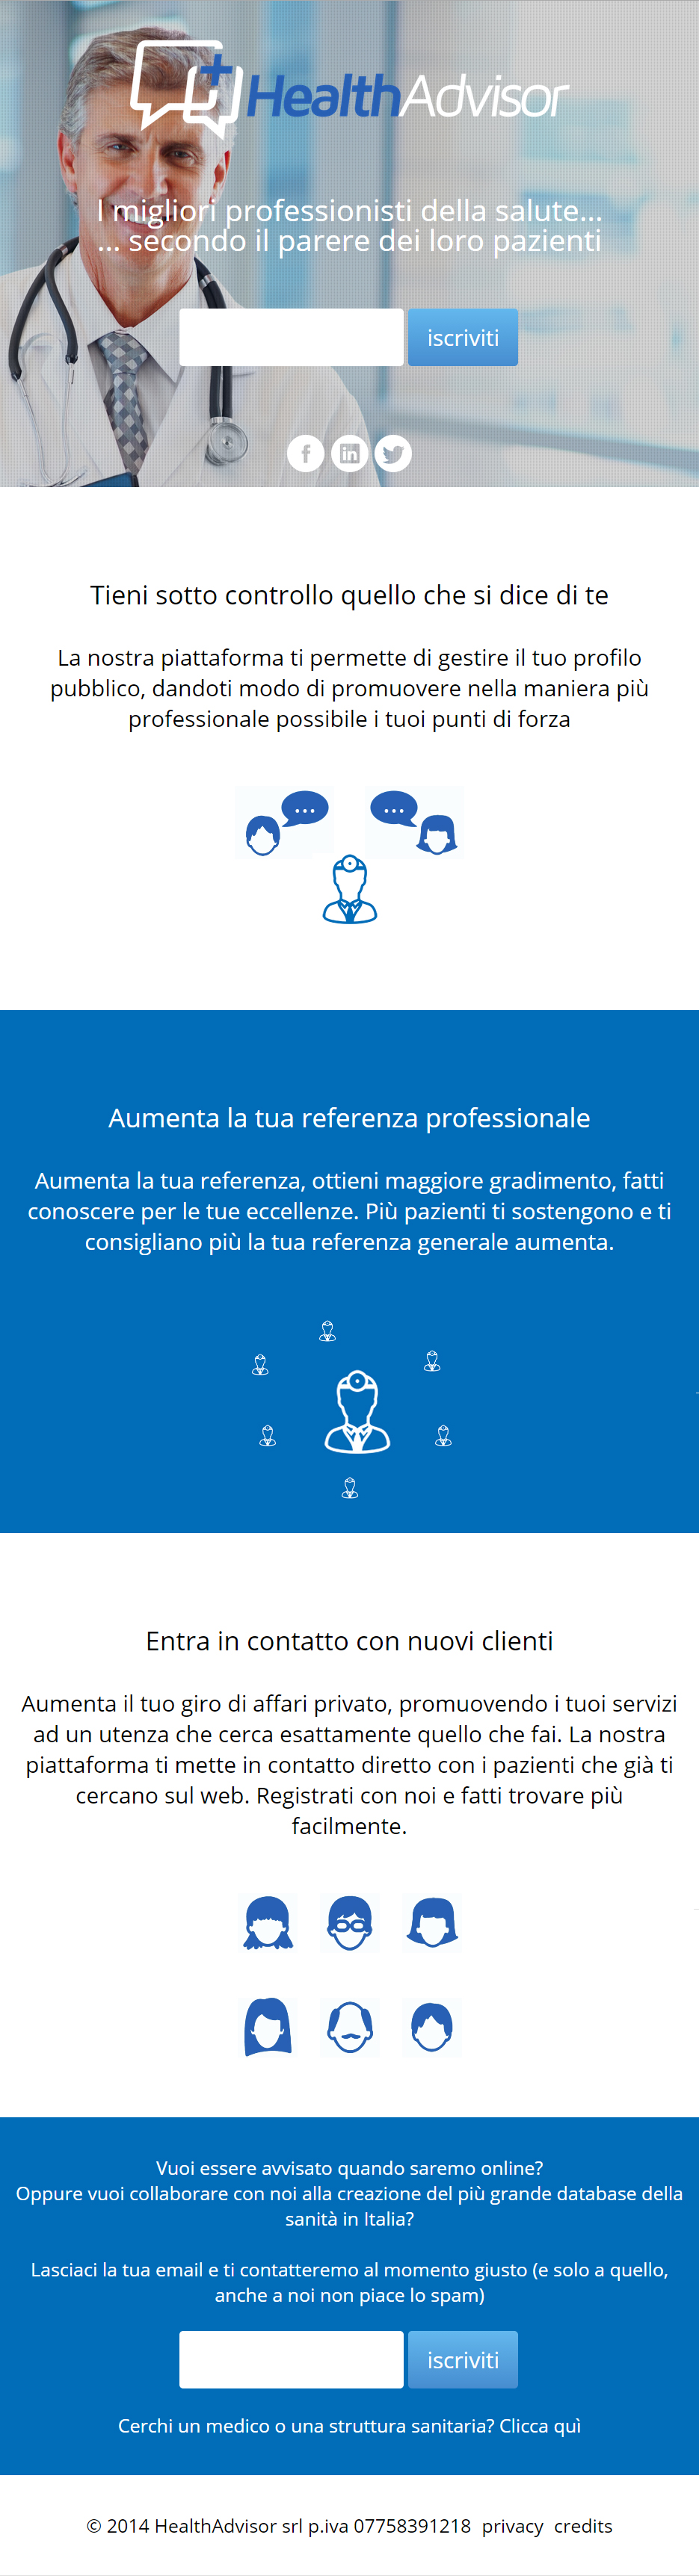 HealthAdvisor
I migliori professionisti della salute...
... secondo il parere dei loro pazienti
iscriviti
f in
Tieni sotto controllo quello che si dice di te
La nostra piattaforma ti permette di gestire il tuo profilo
pubblico, dandoti modo di promuovere nella maniera più
professionale possibile i tuoi punti di forza
Aumenta la tua referenza professionale
Aumenta la tua referenza, ottieni maggiore gradimento, fatti
conoscere per le tue eccellenze. Più pazienti ti sostengono e ti
consigliano più la tua referenza generale aumenta.
Entra in contatto con nuovi clienti
Aumenta il tuo giro di affari privato, promuovendo i tuoi servizi
ad un utenza che cerca esattamente quello che fai. La nostra
piattaforma ti mette in contatto diretto con i pazienti che già ti
cercano sul web. Registrati con noi e fatti trovare più
facilmente.
Vuoi essere avvisato quando saremo online?
Oppure vuoi collaborare con noi alla creazione del più grande database della
sanità in Italia?
Lasciaci la tua email e ti contatteremo al momento giusto (e solo a quello,
anche a noi non piace lo spam)
iscriviti
Cerchi un medico o una struttura sanitaria? Clicca quì
© 2014 HealthAdvisor srl p.iva 07758391218 privacy credits